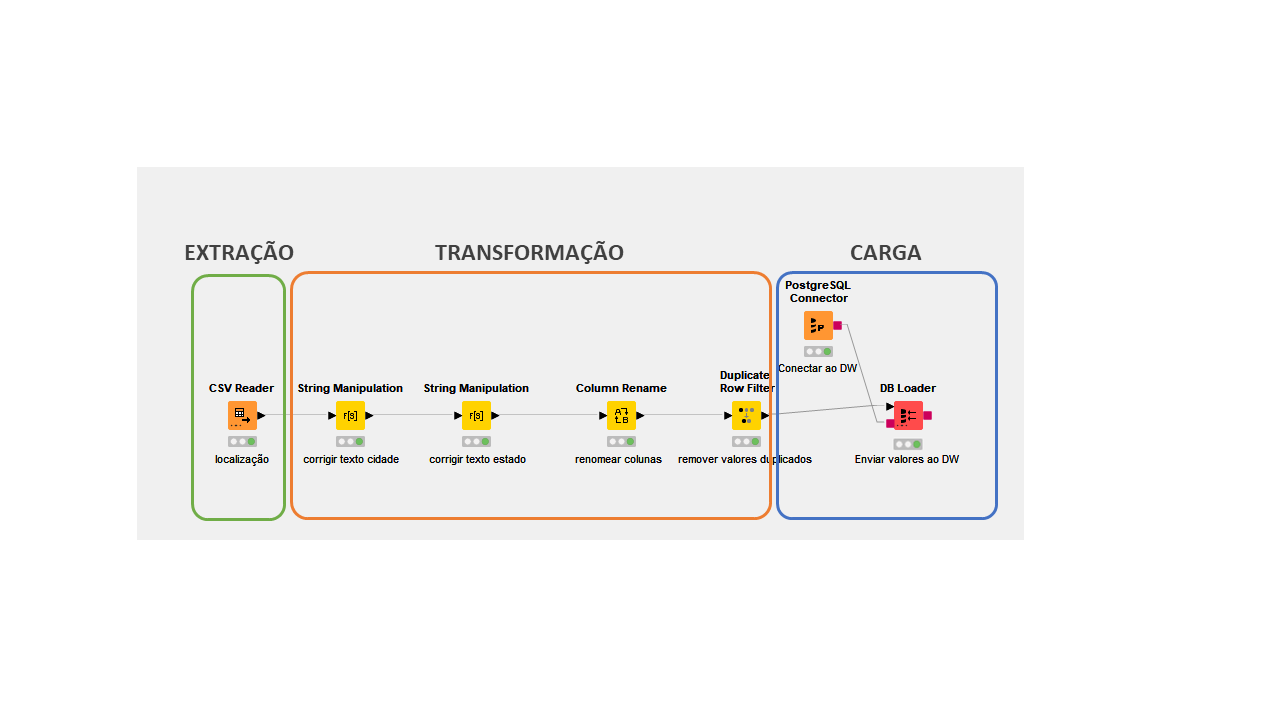 EXTRAÇÃO
TRANSFORMAÇÃO
CARGA
PostgreSQL
Connector
Conectar ao DW
CSV Reader
localização
String Manipulation
corrigir texto cidade
String Manipulation
corrigir texto estado
Column Rename
renomear colunas
Duplicate
Row Filter
remover valores duplicados
DB Loader
Enviar valores ao DW